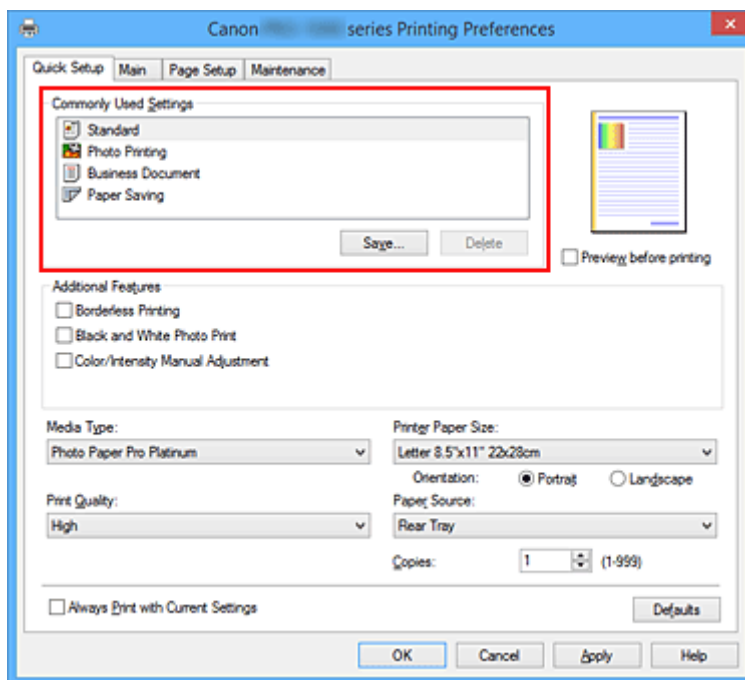 Canon series Printing Preferences
Quick Setup Main Page Setup Maintenance
Commonly Used Settings
Standard
Photo Printing
Business Document
Paper Saving
Save... Delete
Preview before printing
Additional Features
Borderless Printing
Black and White Photo Print
Color/Intensity Manual Adjustment
Media Type:
Printer Paper Size:
Photo Paper Pro Platinum
Letter 8.5"x11" 22x28cm
Orientation: Portrait Landscape
Print Quality:
Paper Source:
High
Rear Tray
Copies: 1 (1-999)
Always Print with Current Settings
Defaults
OK Cancel Apply Help